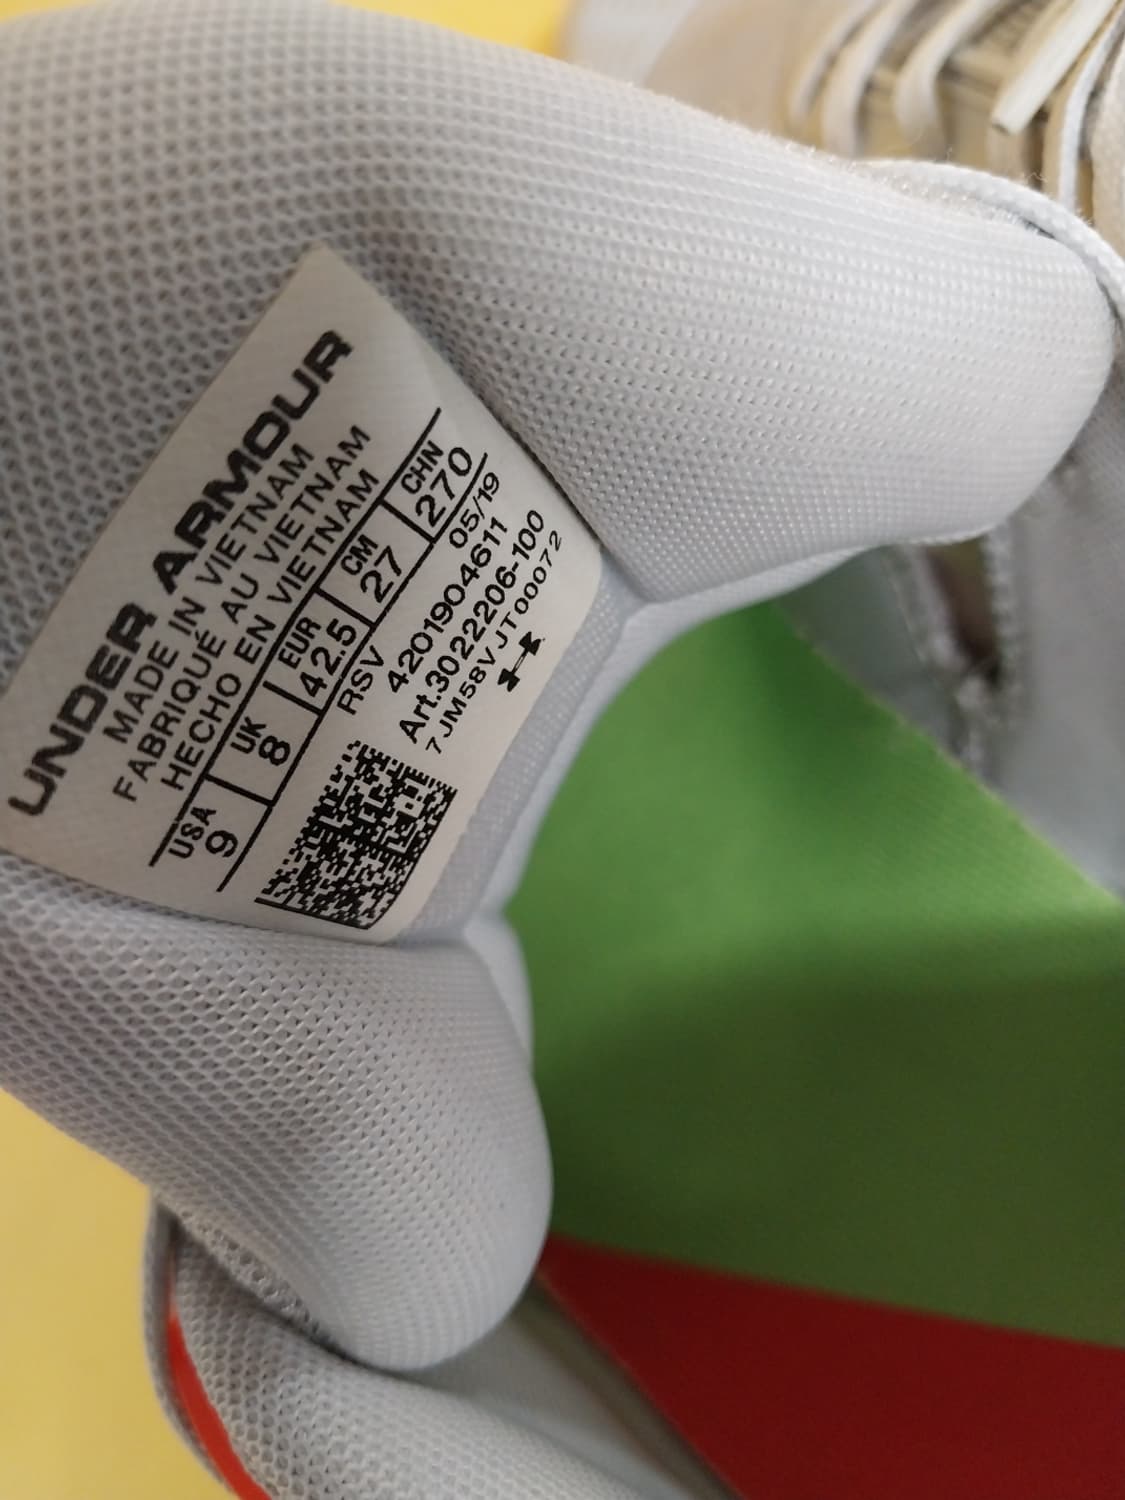 UNDER ARMOUR
MADE IN VIETNAM
FABRIQUÉ AU VIETNAM
HECHO EN VIETNAM
USA UK EUR CM CHN
9 8 42.5 27 270
RSV 05/19
4201904611
Art.3022206-100
7JM58VJT00072